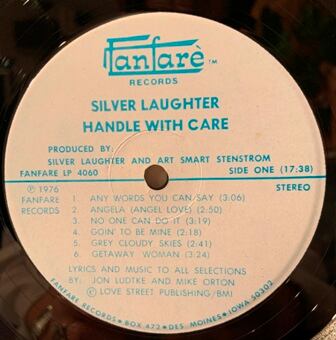 Fanfarè™
RECORDS
SILVER LAUGHTER
HANDLE WITH CARE
PRODUCED BY:
SILVER LAUGHTER AND ART SMART STENSTROM
FANFARE LP 4060 SIDE ONE (17:38)
℗ 1976 STEREO
FANFARE
RECORDS
1 ANY WORDS YOU CAN SAY (3:06)
2. ANGELA (ANGEL LOVE) (2:50)
3. NO ONE CAN DO IT (3:19)
4. GOIN' TO BE MINE (2:18)
5. GREY CLOUDY SKIES (2:41)
6. GETAWAY WOMAN (3:24)
LYRICS AND MUSIC TO ALL SELECTIONS
BY: JON LUDTKE AND MIKE ORTON
© LOVE STREET PUBLISHING/BMI
FANFARE RECORDS • BOX 472 • DES MOINES • IOWA 50302